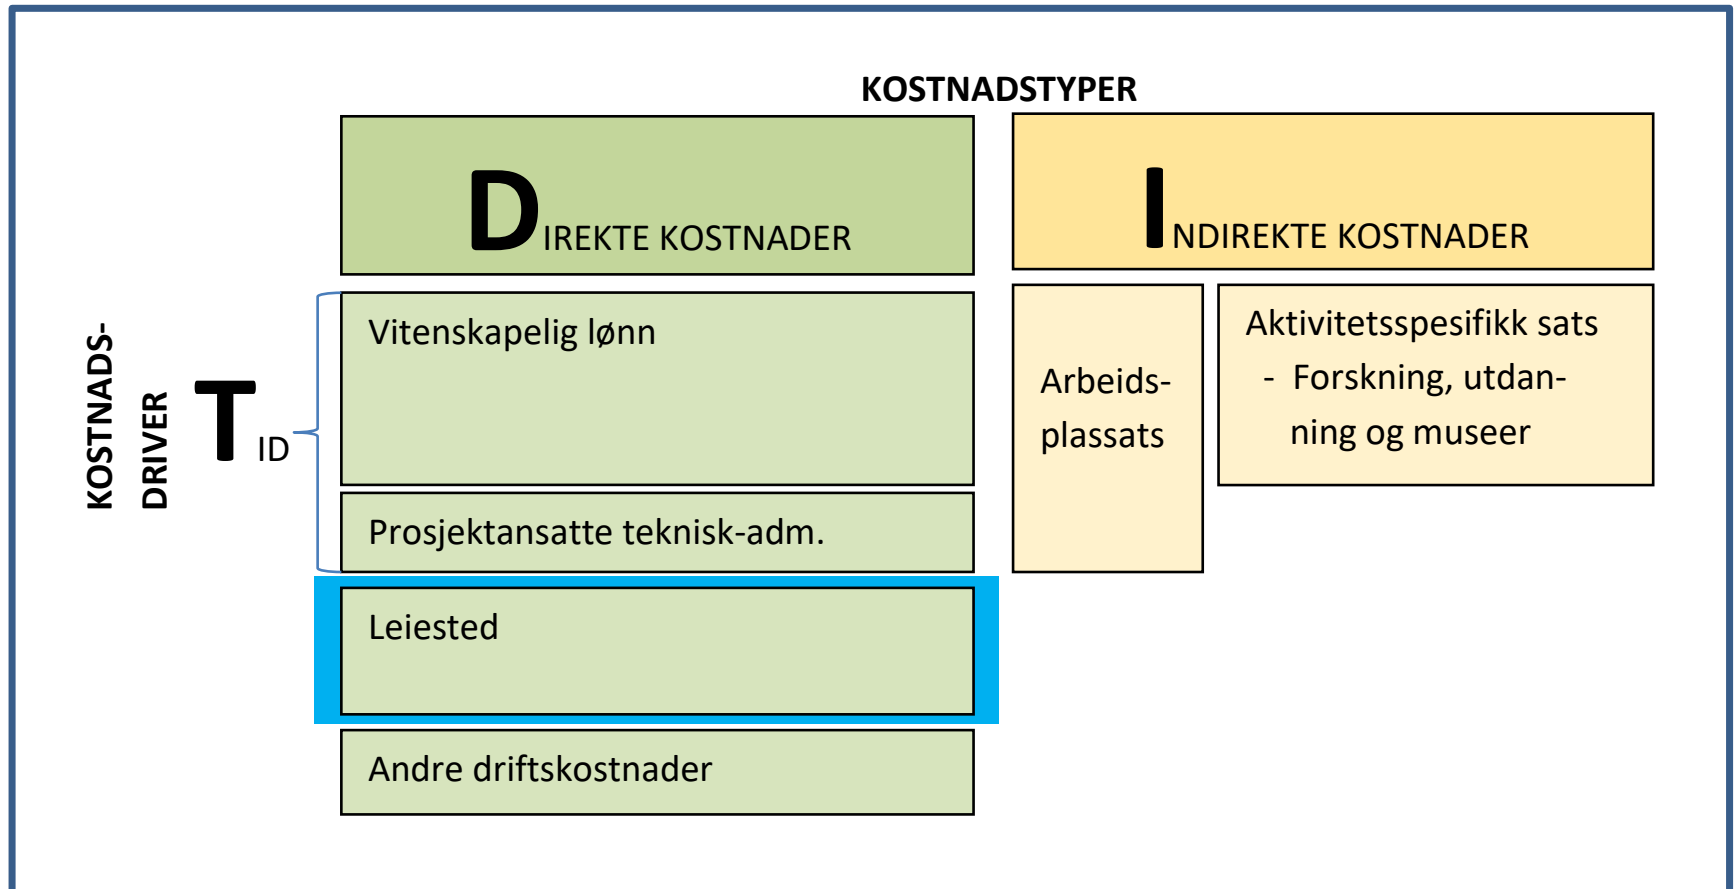 KOSTNADSTYPER
DIREKTE KOSTNADER
INDIREKTE KOSTNADER
KOSTNADS-
DRIVER
TID
Vitenskapelig lønn
Prosjektansatte teknisk-adm.
Leiested
Andre driftskostnader
Arbeids-
plassats
Aktivitetsspesifikk sats
- Forskning, utdan-
ning og museer